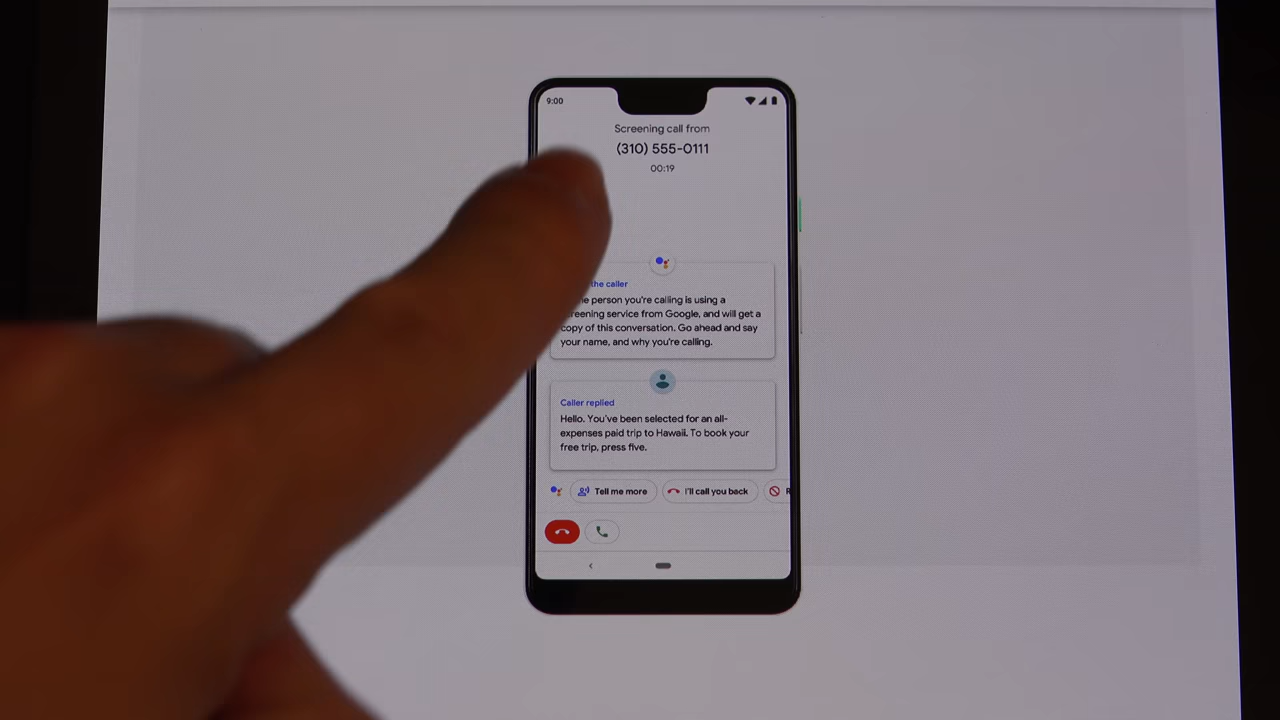 9:00
Screening call from
(310) 555-0111
00:19
the caller
person you're calling is using a
service from Google, and will get a
copy of this conversation. Go ahead and say
your name, and why you're calling.
Caller replied
Hello. You've been selected for an all-
expenses paid trip to Hawaii. To book your
free trip, press five.
Tell me more
I'll call you back